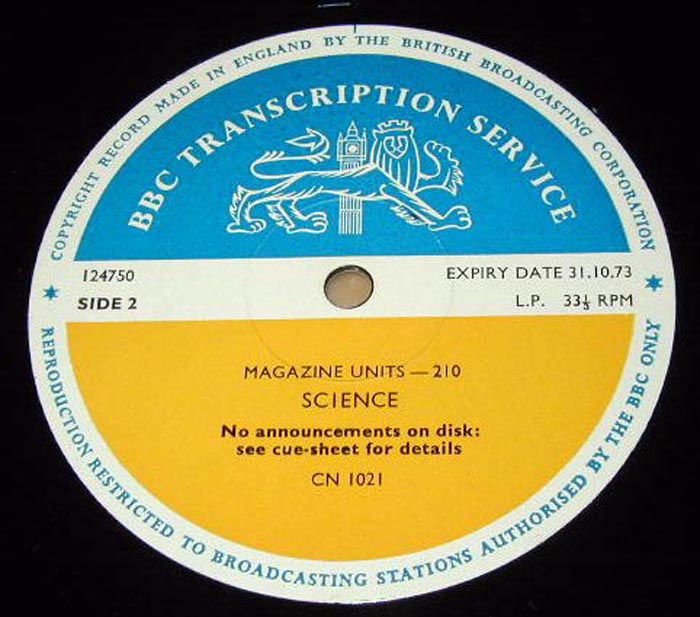 COPYRIGHT RECORD MADE IN ENGLAND BY THE BRITISH BROADCASTING CORPORATION
BBC TRANSCRIPTION SERVICE
124750
EXPIRY DATE 31.10.73
SIDE 2
L.P. 33⅓ RPM
MAGAZINE UNITS — 210
SCIENCE
No announcements on disk:
see cue-sheet for details
CN 1021
REPRODUCTION RESTRICTED TO BROADCASTING STATIONS AUTHORISED BY THE BBC ONLY